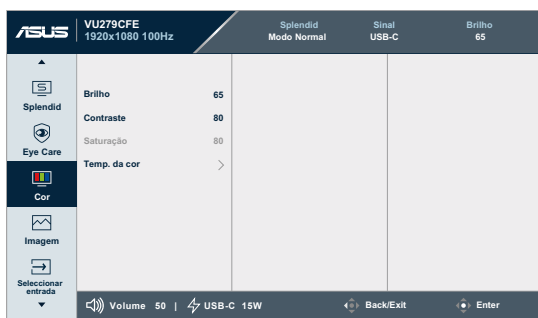 ASUS
VU279CFE
1920x1080 100Hz
Splendid
Modo Normal
Sinal
USB-C
Brilho
65
Splendid
Eye Care
Cor
Imagem
Seleccionar
entrada
Brilho 65
Contraste 80
Saturação 80
Temp. da cor
Volume 50 | USB-C 15W
Back/Exit
Enter